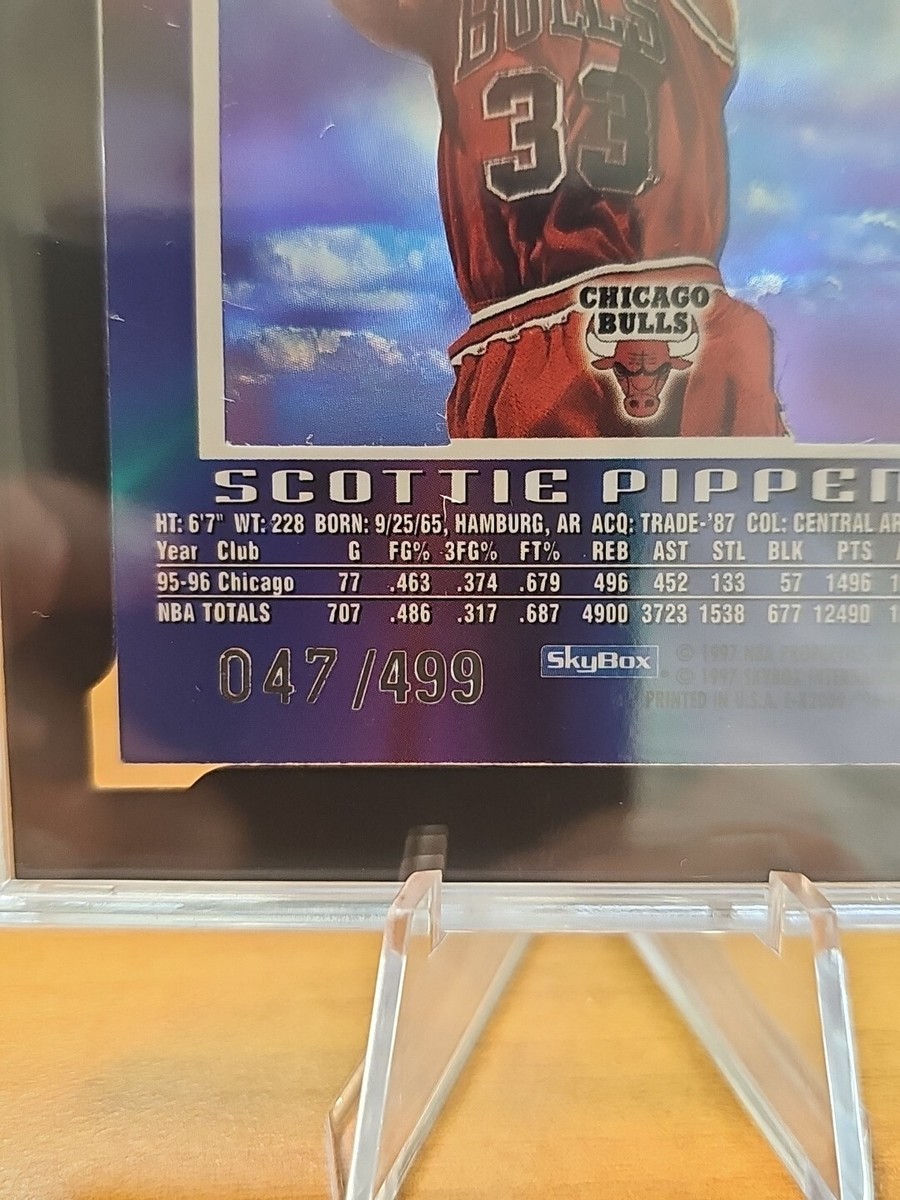 BULLS
33
CHICAGO
BULLS
SCOTTIE PIPPEN
HT: 6'7" WT: 228 BORN: 9/25/65, HAMBURG, AR ACQ: TRADE-'87 COL: CENTRAL AR
Year Club G FG% 3FG% FT% REB AST STL BLK PTS
95-96 Chicago 77 .463 .374 .679 496 452 133 57 1496
NBA TOTALS 707 .486 .317 .687 4900 3723 1538 677 12490
047/499
SkyBox © 1997 NBA
© 1997 SKYBOX
PRINTED IN U.S.A.